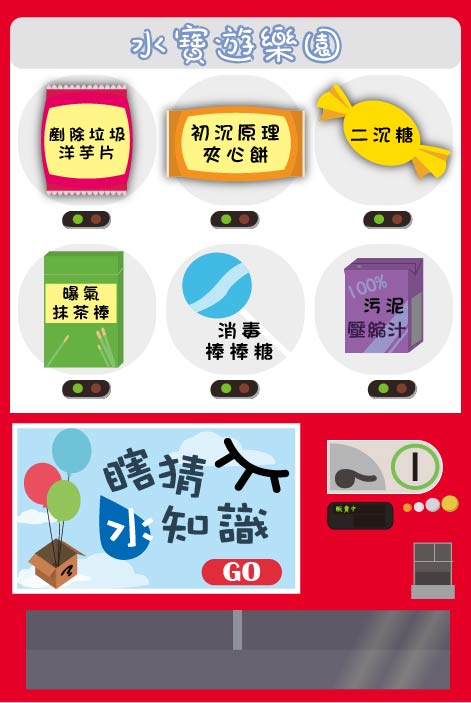 水寶遊樂園
剷除垃圾
洋芋片
初沉原理
夾心餅
二沉糖
曝氣
抹茶棒
消毒
棒棒糖
100%
污泥
壓縮汁
瞎猜
水知識
GO
販賣中